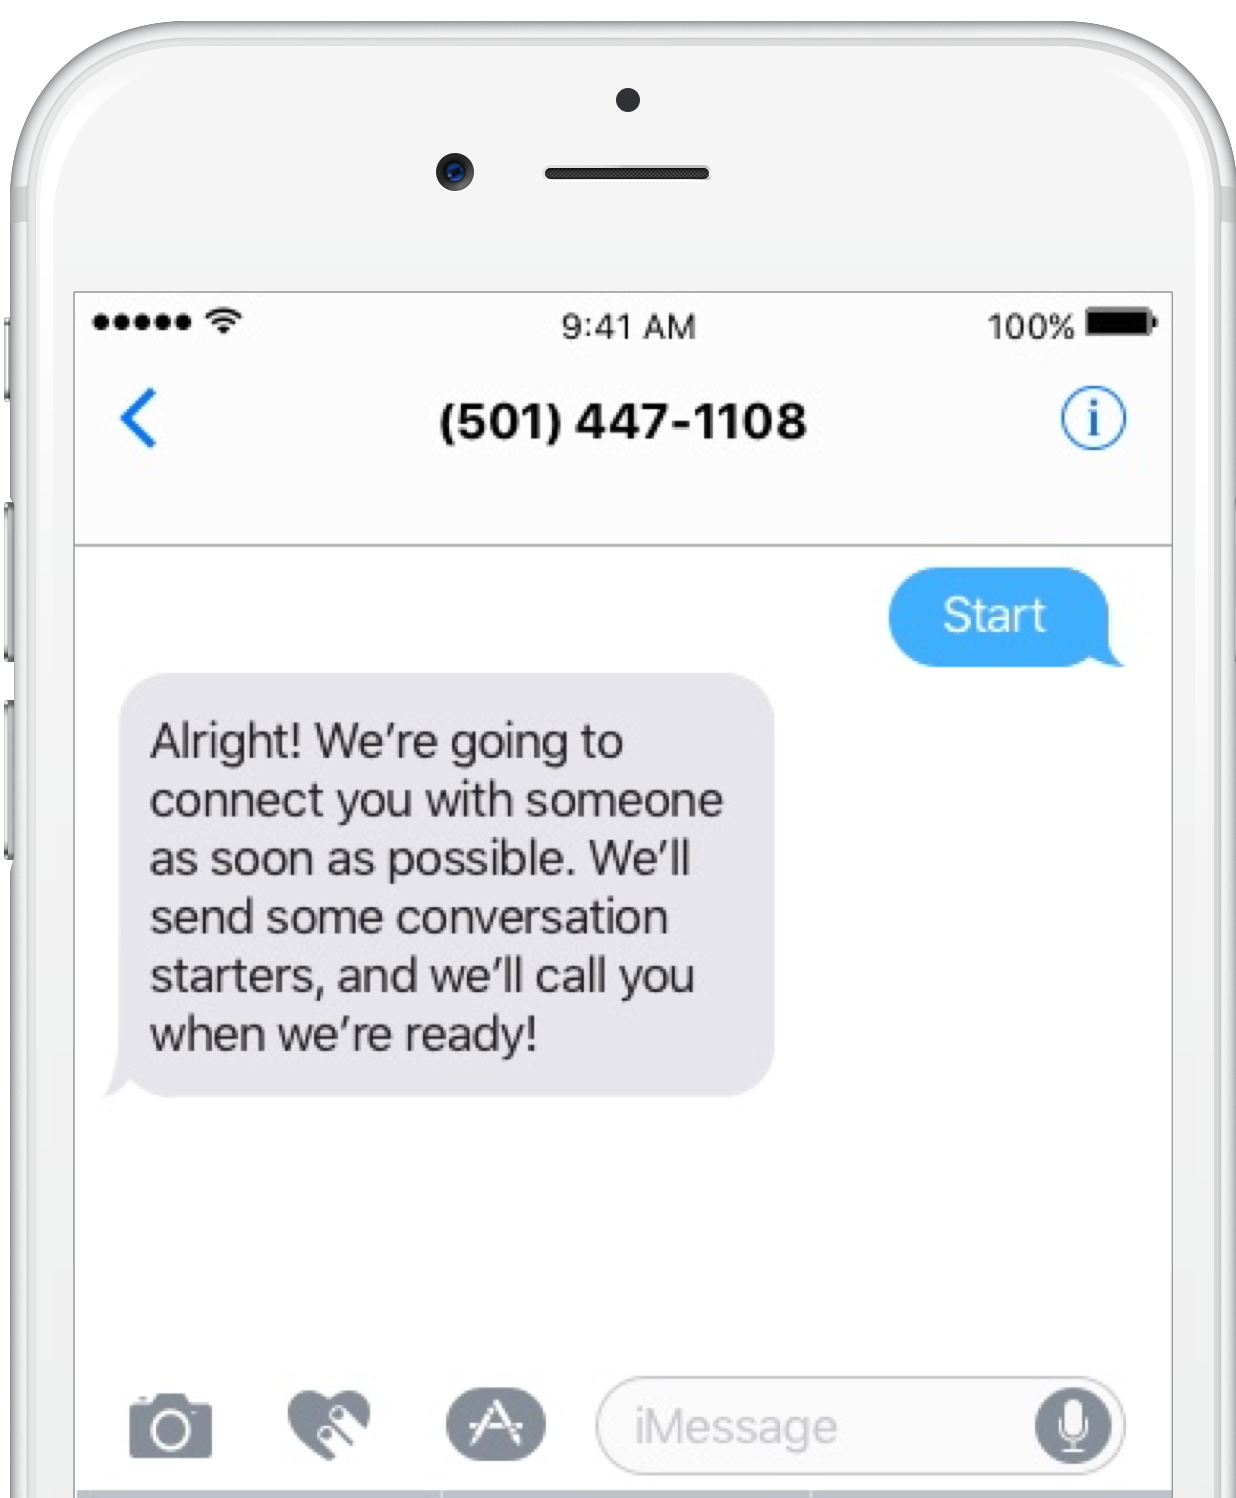 9:41 AM
100%
(501) 447-1108
i
Start
Alright! We’re going to
connect you with someone
as soon as possible. We’ll
send some conversation
starters, and we’ll call you
when we’re ready!
iMessage